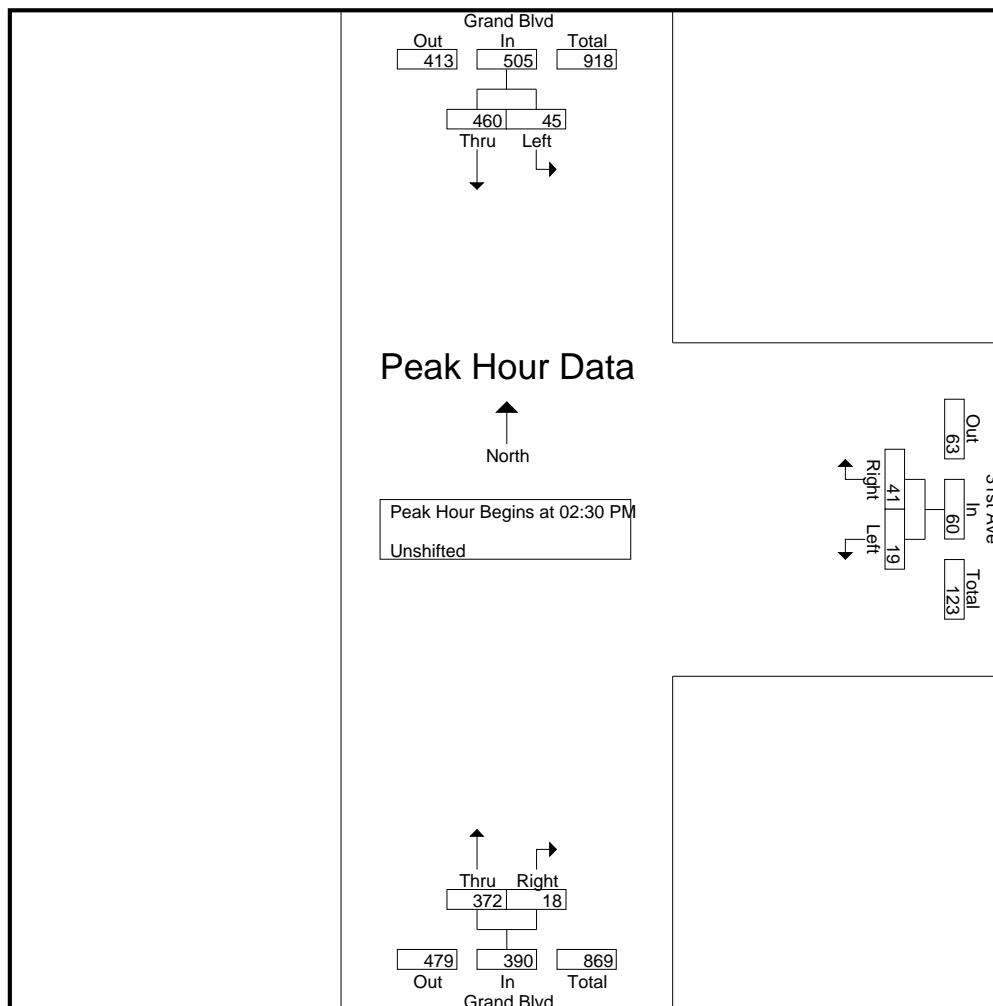 Grand Blvd
Out In Total
413 505 918
460 45
Thru Left
Peak Hour Data
North
Peak Hour Begins at 02:30 PM
Unshifted
Out In Total
63 60 123
41 19
Right Left
Thru Right
372 18
479 390 869
Out In Total
Grand Blvd